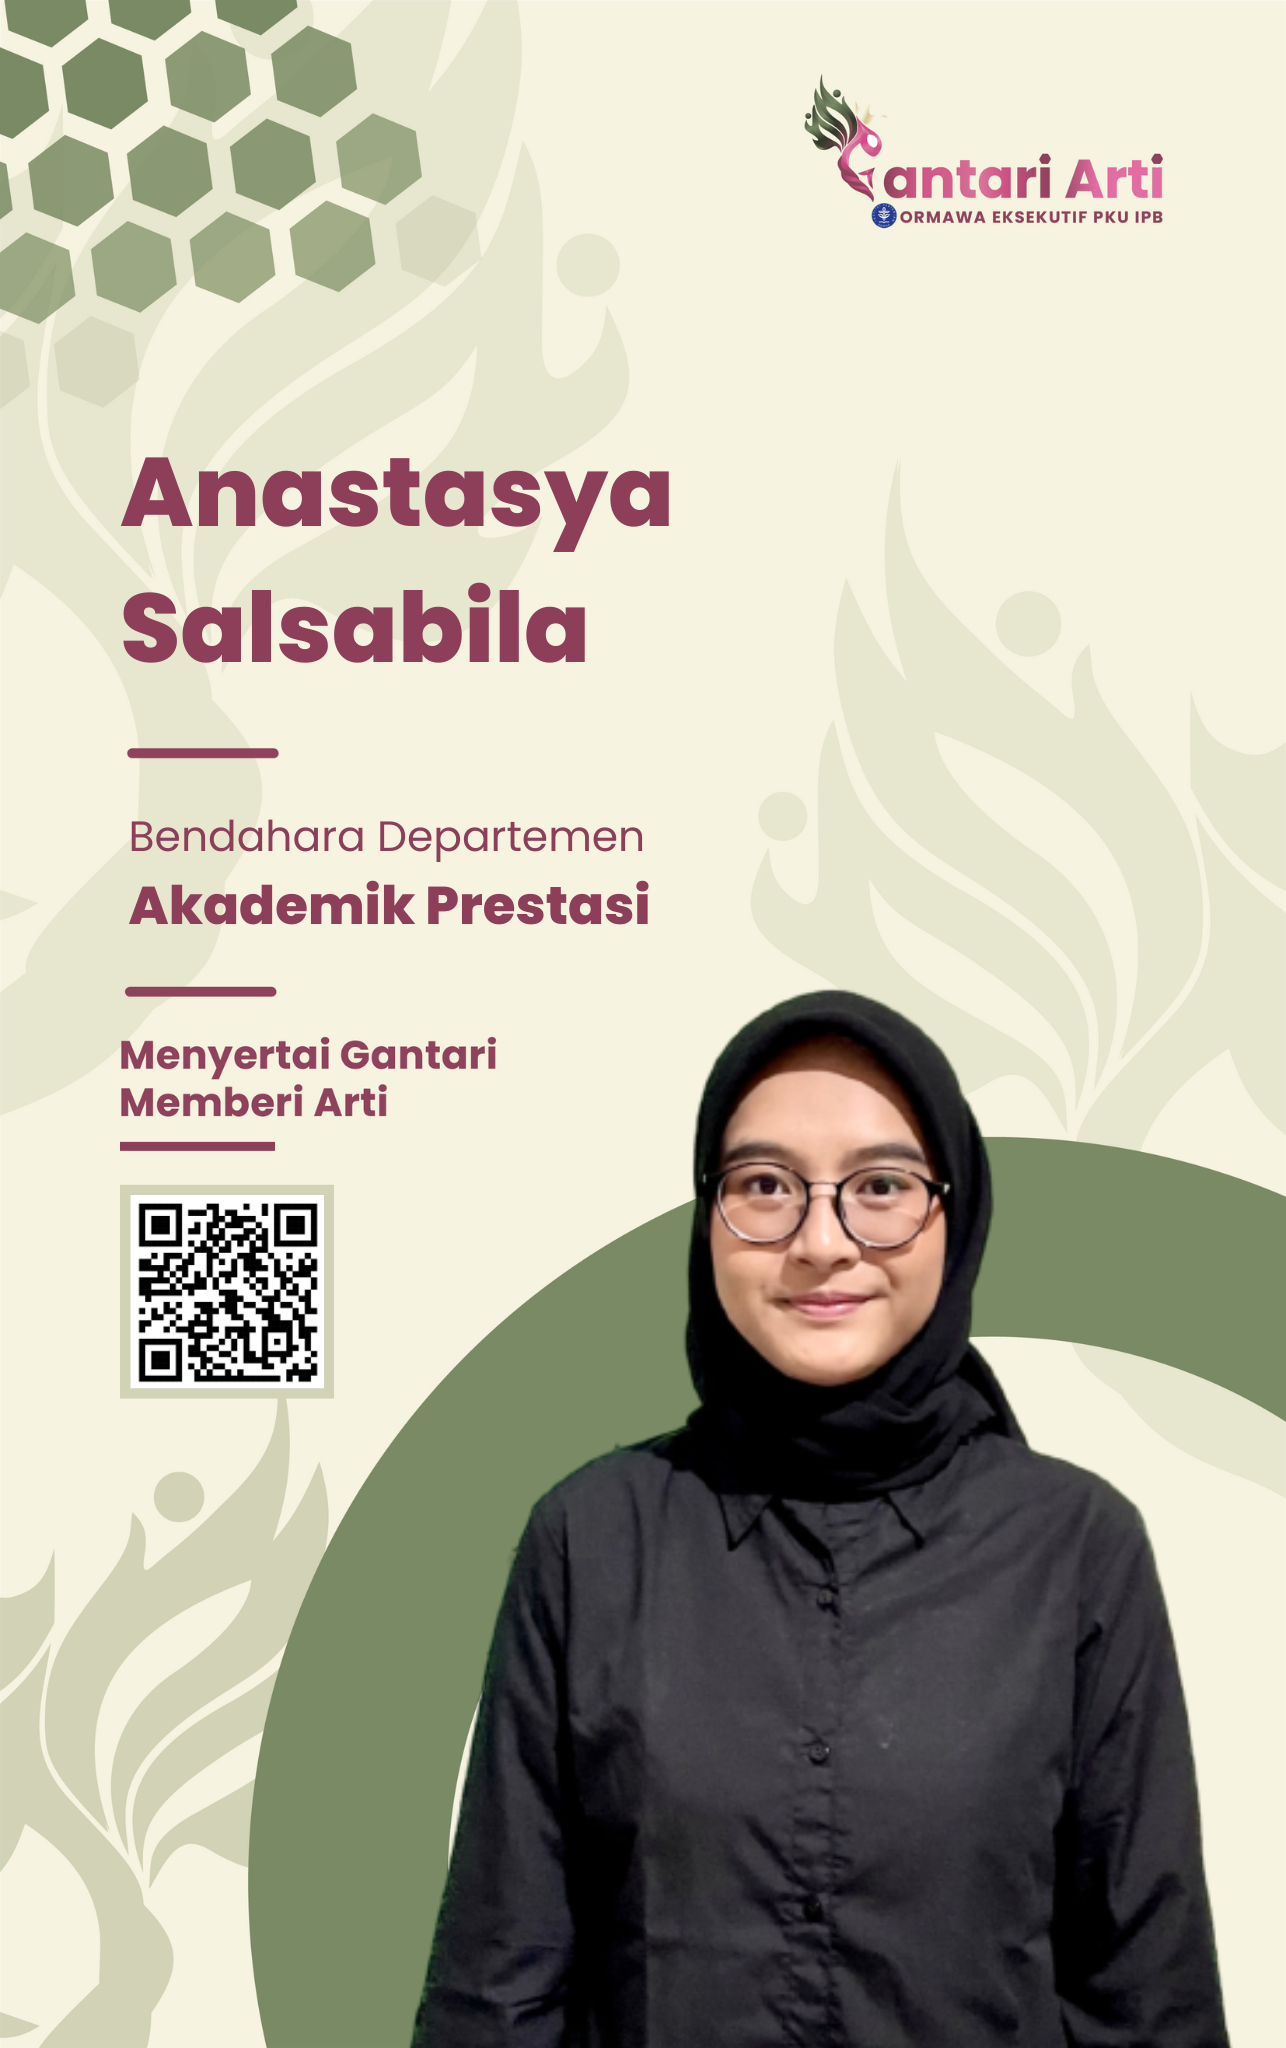 Gantari Arti
ORMAWA EKSEKUTIF PKU IPB
Anastasya
Salsabila
Bendahara Departemen
Akademik Prestasi
Menyertai Gantari
Memberi Arti